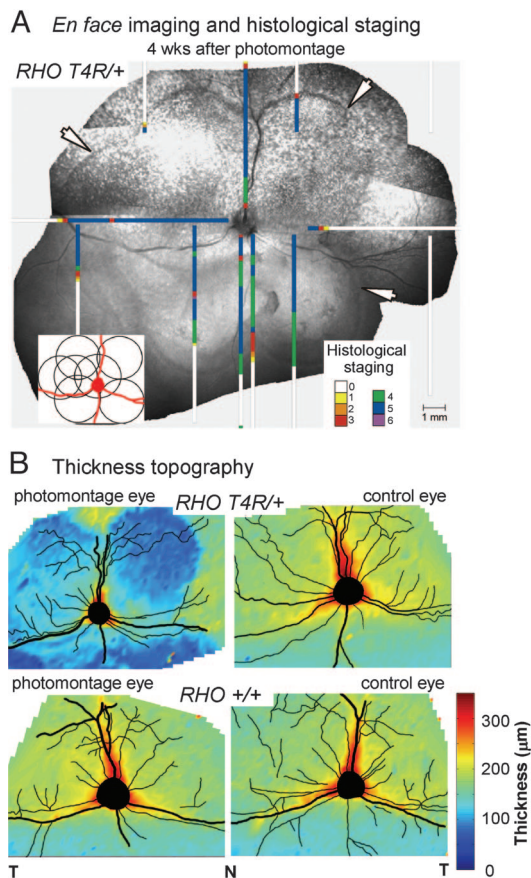 A En face imaging and histological staging
4 wks after photomontage
RHO T4R/+
Histological
staging
0
1
2
3
4
5
6
1 mm
B Thickness topography
photomontage eye
RHO T4R/+
control eye
photomontage eye
RHO +/+
control eye
300
200
100
0
Thickness (µm)
T
N
T